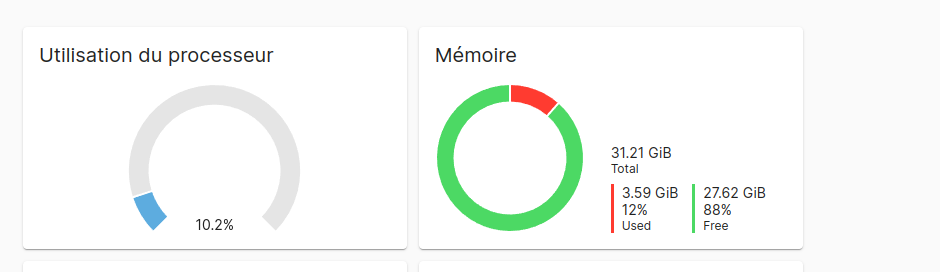 Utilisation du processeur
10.2%
Mémoire
31.21 GiB
Total
3.59 GiB
12%
Used
27.62 GiB
88%
Free